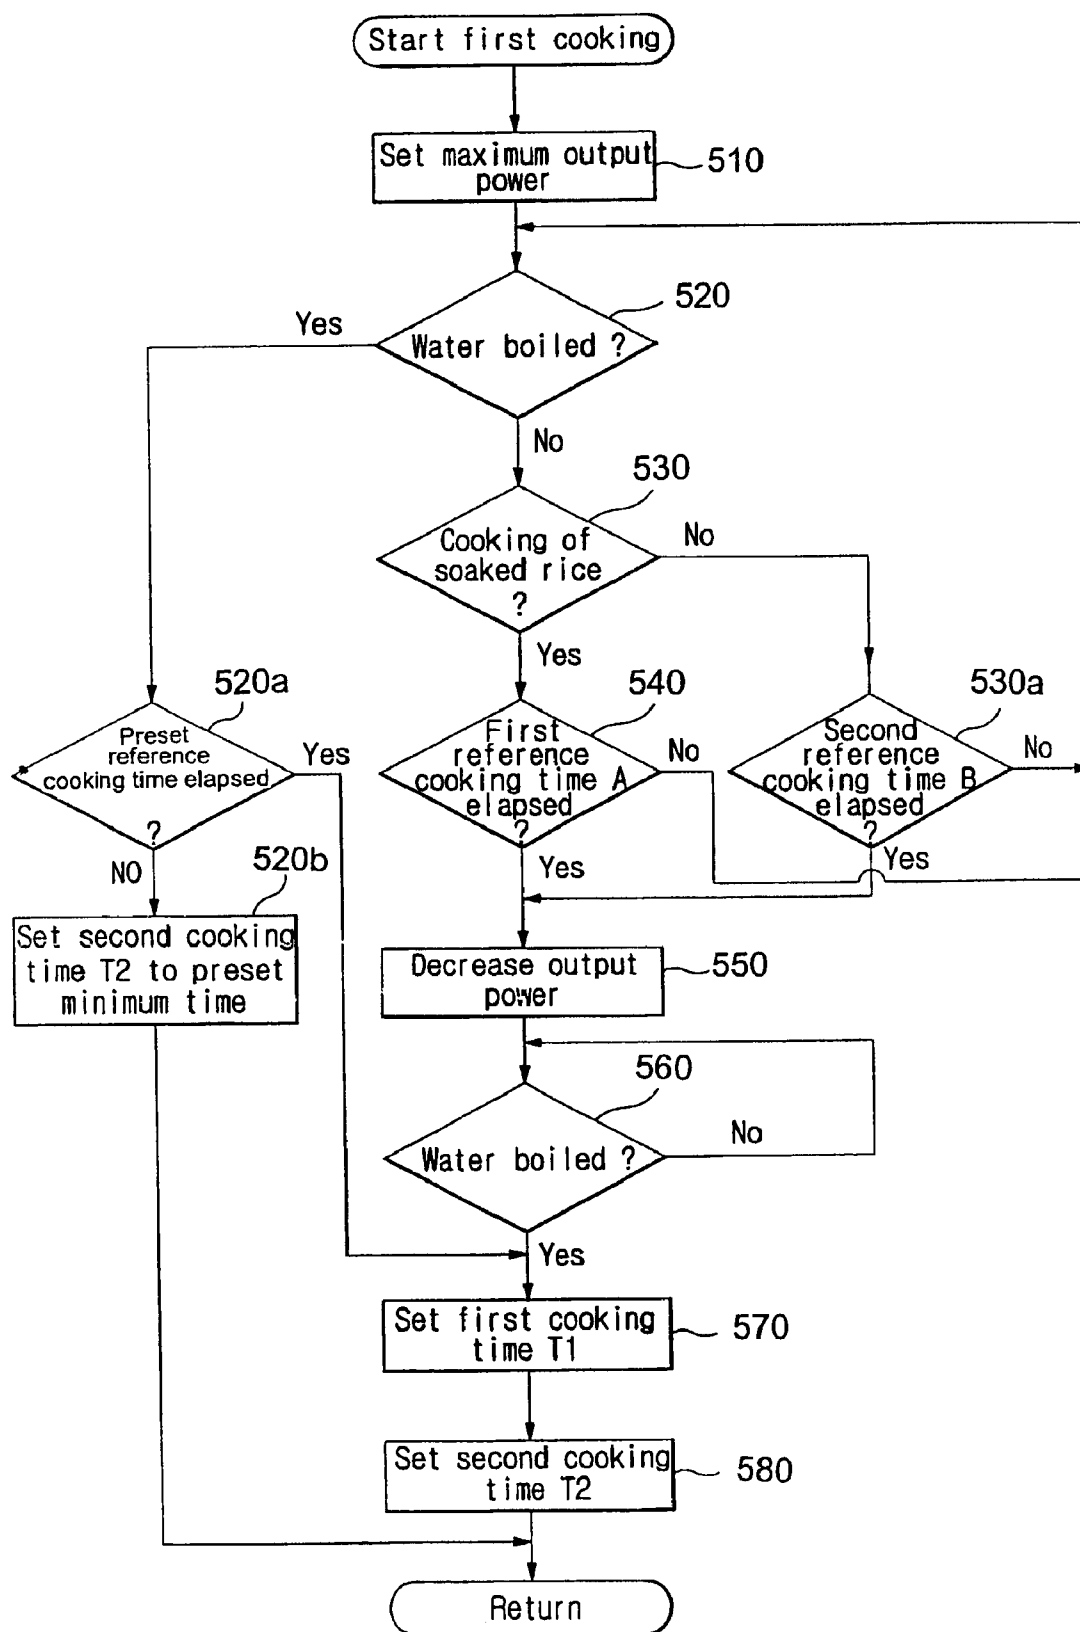 Start first cooking
Set maximum output
power
510
520
Yes
Water boiled ?
No
530
Cooking of
soaked rice
?
No
Yes
520a
Preset
reference
cooking time elapsed
?
Yes
NO
540
First
reference
cooking time A
elapsed
?
No
Yes
530a
Second
reference
cooking time B
elapsed
?
No
Yes
520b
Set second cooking
time T2 to preset
minimum time
Decrease output
power
550
560
Water boiled ?
No
Yes
Set first cooking
time T1
570
Set second cooking
time T2
580
Return